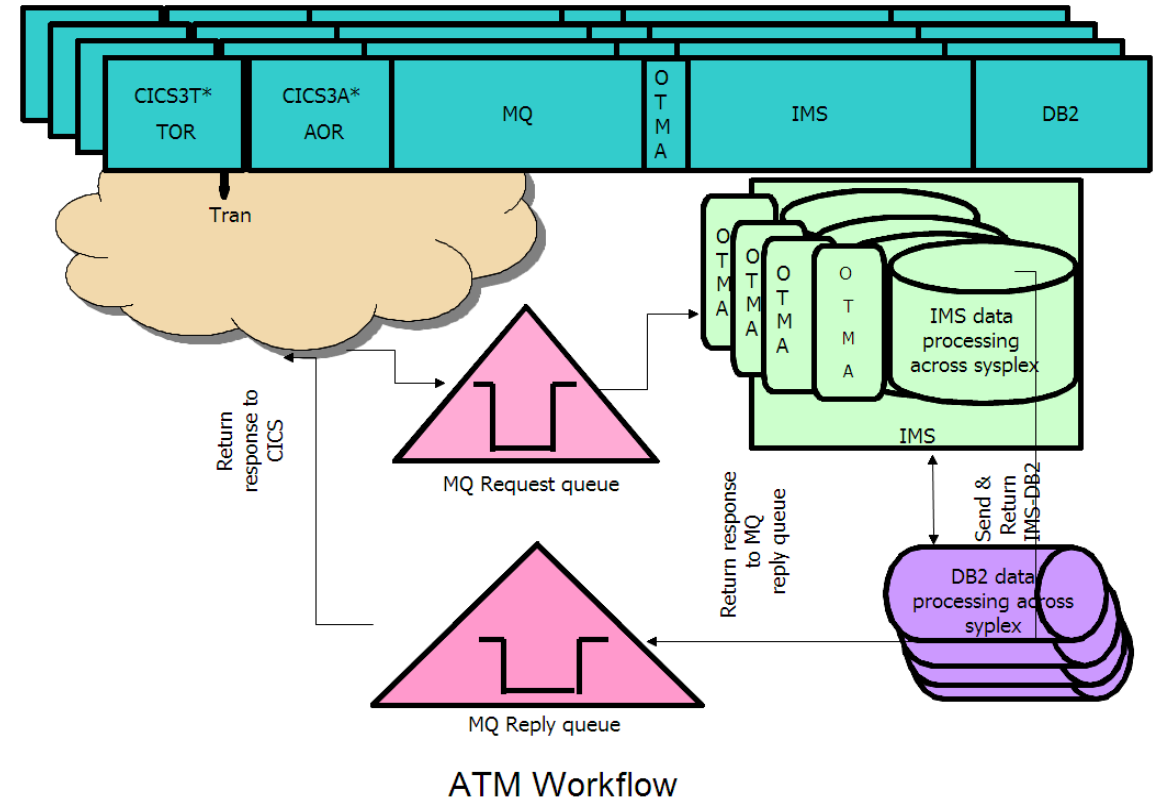 CICS3T*
TOR
CICS3A*
AOR
MQ
O
T
M
A
IMS
DB2
Tran
O
T
M
A
O
T
M
A
O
T
M
A
O
T
M
A
IMS data
processing
across sysplex
IMS
Return
response to
CICS
MQ Request queue
Return response
to MQ
reply queue
Send &
Return
IMS-DB2
DB2 data
processing across
syplex
MQ Reply queue
ATM Workflow